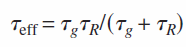 τeff = τgτR/(τg + τR)